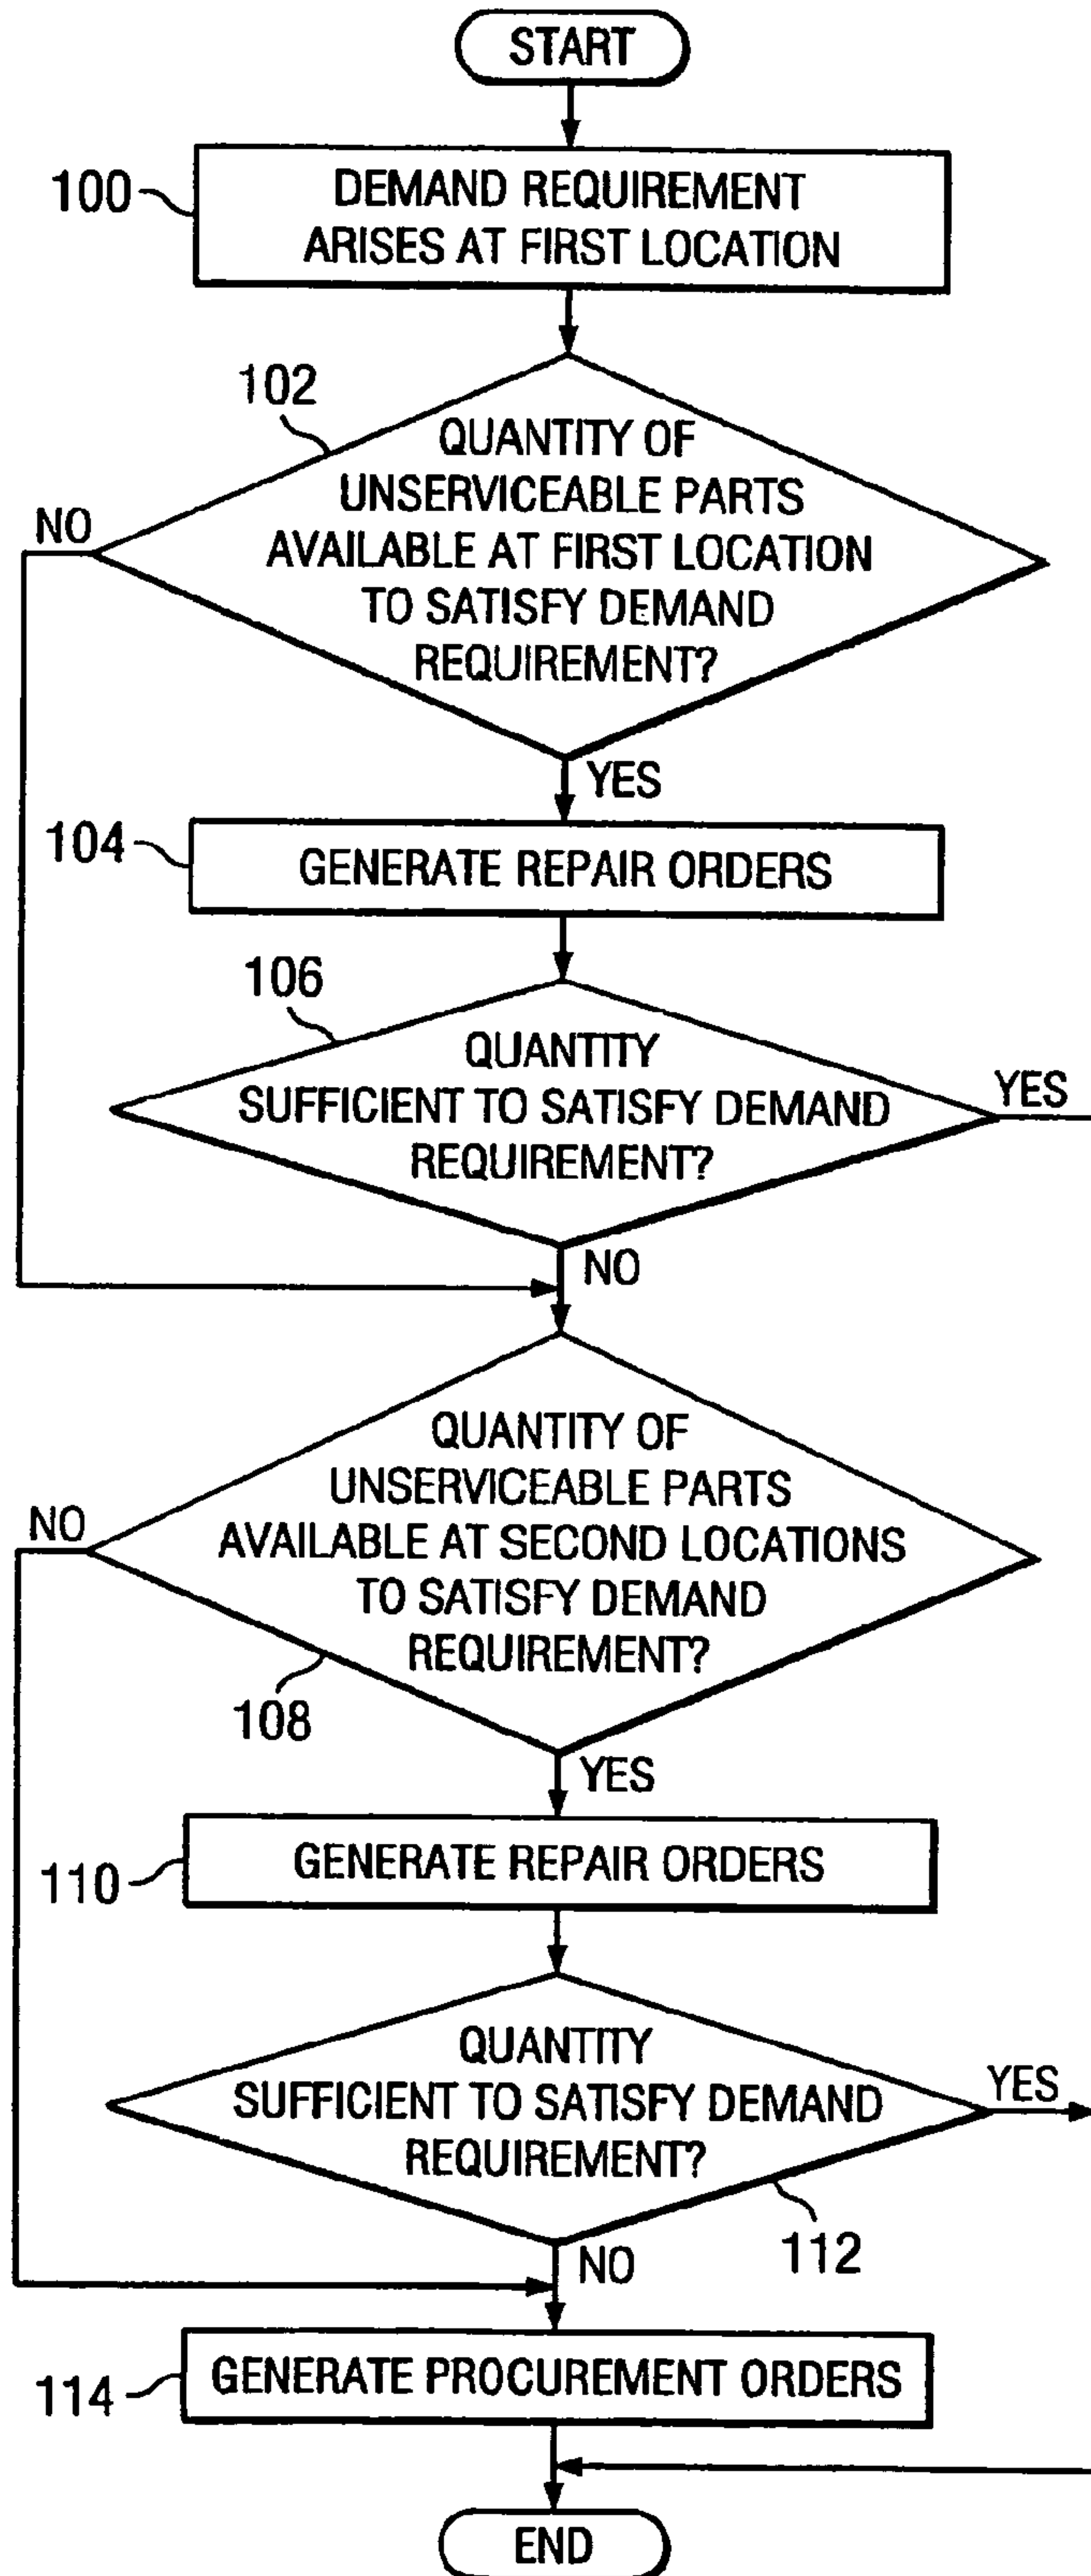 START
100
DEMAND REQUIREMENT
ARISES AT FIRST LOCATION
102
QUANTITY OF
UNSERVICEABLE PARTS
AVAILABLE AT FIRST LOCATION
TO SATISFY DEMAND
REQUIREMENT?
NO
YES
104
GENERATE REPAIR ORDERS
106
QUANTITY
SUFFICIENT TO SATISFY DEMAND
REQUIREMENT?
YES
NO
QUANTITY OF
UNSERVICEABLE PARTS
AVAILABLE AT SECOND LOCATIONS
TO SATISFY DEMAND
REQUIREMENT?
NO
108
YES
110
GENERATE REPAIR ORDERS
QUANTITY
SUFFICIENT TO SATISFY DEMAND
REQUIREMENT?
YES
112
NO
114
GENERATE PROCUREMENT ORDERS
END